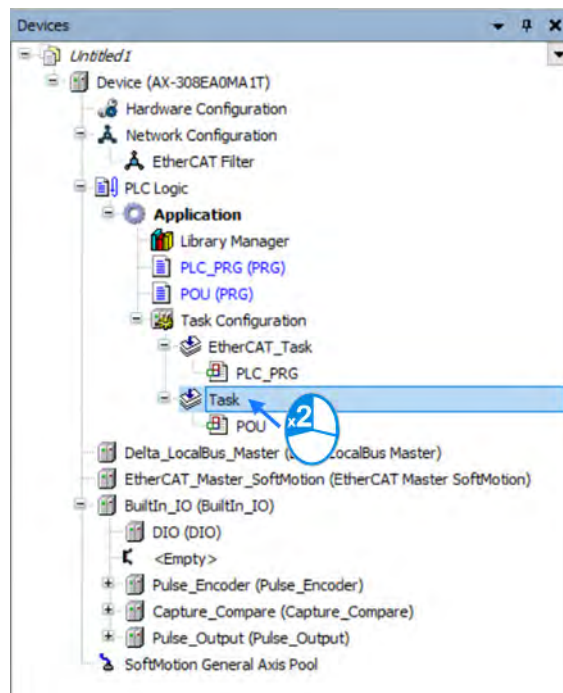 Devices
Untitled1
Device (AX-308EA0MA1T)
Hardware Configuration
Network Configuration
EtherCAT Filter
PLC Logic
Application
Library Manager
PLC_PRG (PRG)
POU (PRG)
Task Configuration
EtherCAT_Task
PLC_PRG
Task
x2
POU
Delta_LocalBus_Master ( LocalBus Master)
EtherCAT_Master_SoftMotion (EtherCAT Master SoftMotion)
BuiltIn_IO (BuiltIn_IO)
DIO (DIO)
<Empty>
Pulse_Encoder (Pulse_Encoder)
Capture_Compare (Capture_Compare)
Pulse_Output (Pulse_Output)
SoftMotion General Axis Pool